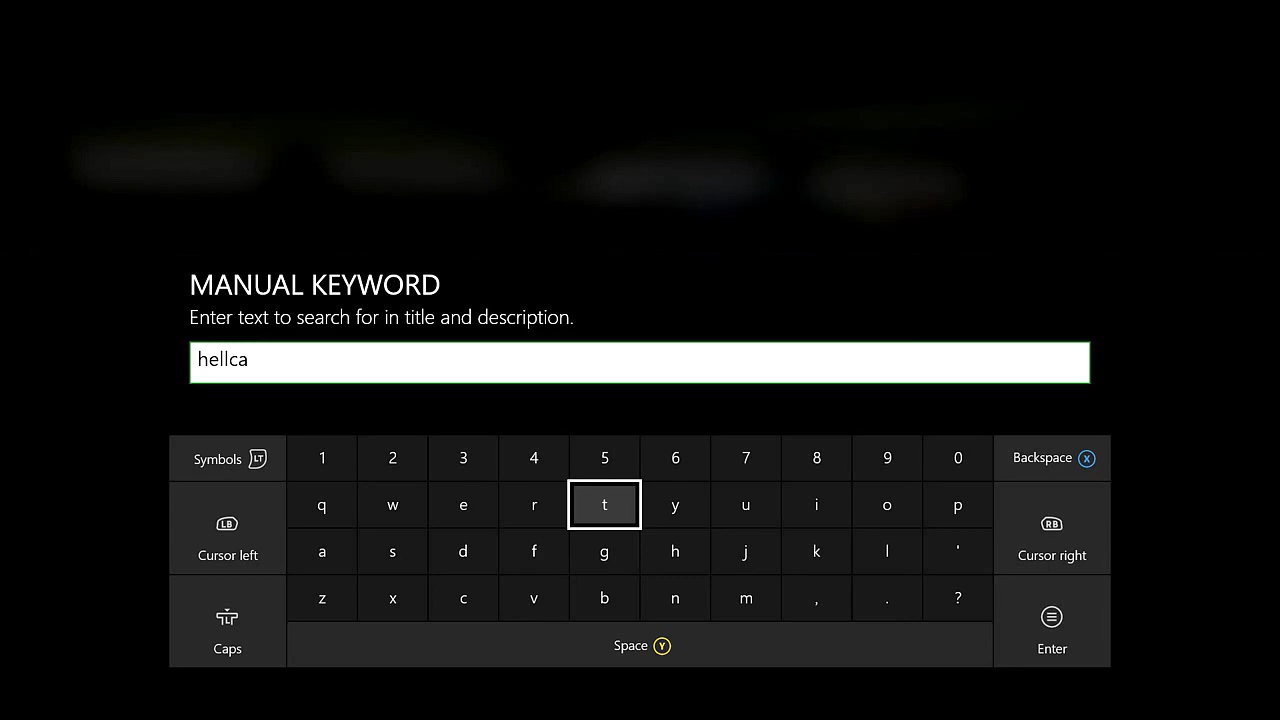 MANUAL KEYWORD
Enter text to search for in title and description.
hellca
Symbols LT 1 2 3 4 5 6 7 8 9 0 Backspace X
q w e r t y u i o p
LB RB
Cursor left a s d f g h j k l ' Cursor right
z x c v b n m , . ?
LT
Caps Space Y Enter